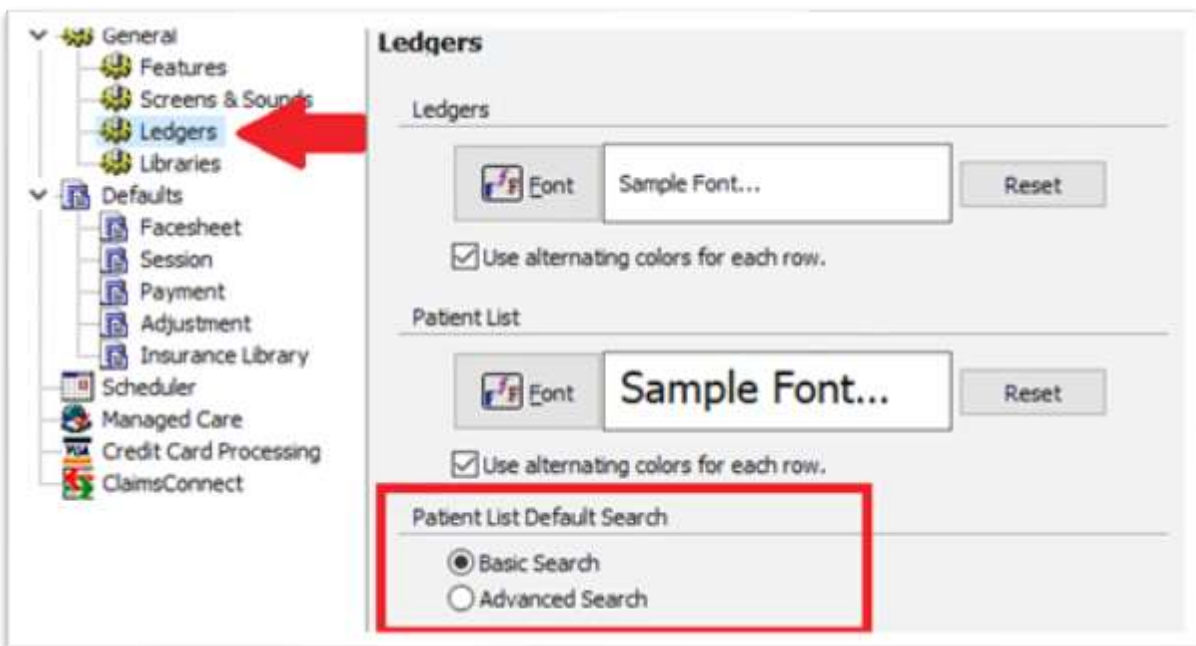 General
Features
Screens & Sounds
Ledgers
Libraries
Defaults
Facesheet
Session
Payment
Adjustment
Insurance Library
Scheduler
Managed Care
VISA
Credit Card Processing
ClaimsConnect
Ledgers
Ledgers
Font
Sample Font...
Reset
Use alternating colors for each row.
Patient List
Font
Sample Font...
Reset
Use alternating colors for each row.
Patient List Default Search
Basic Search
Advanced Search